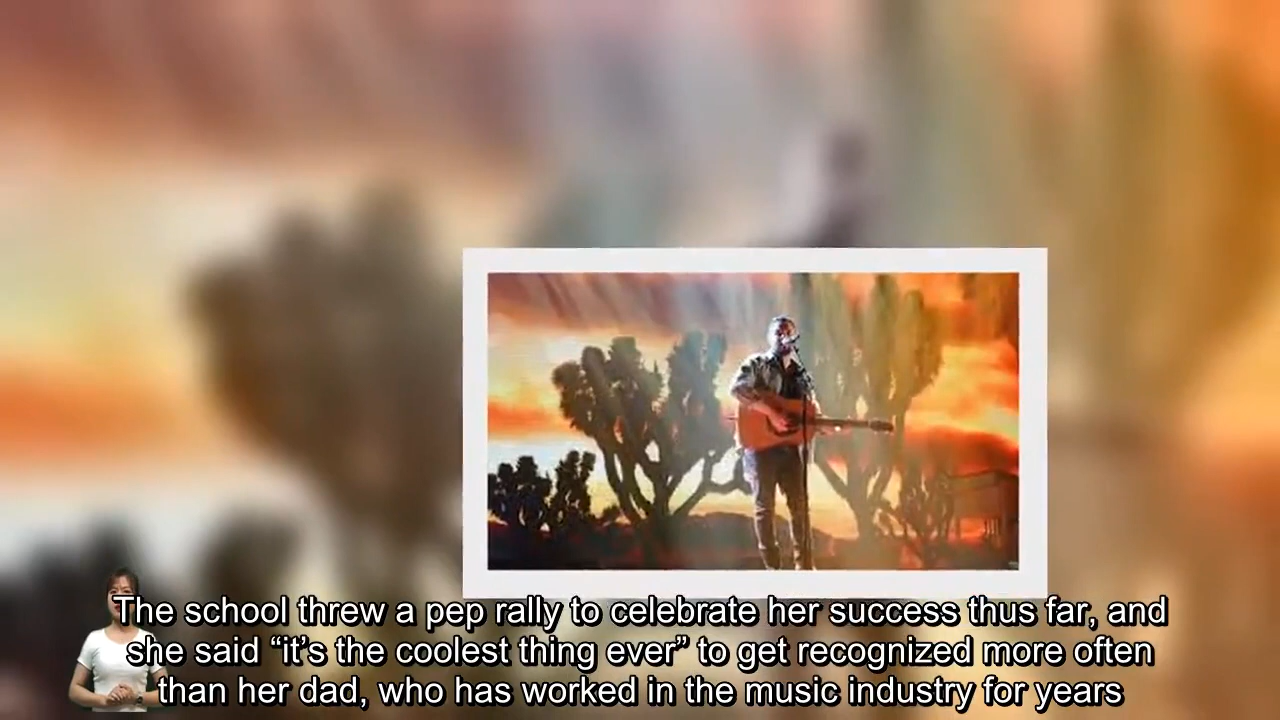 The school threw a pep rally to celebrate her success thus far, and
she said “it’s the coolest thing ever” to get recognized more often
than her dad, who has worked in the music industry for years